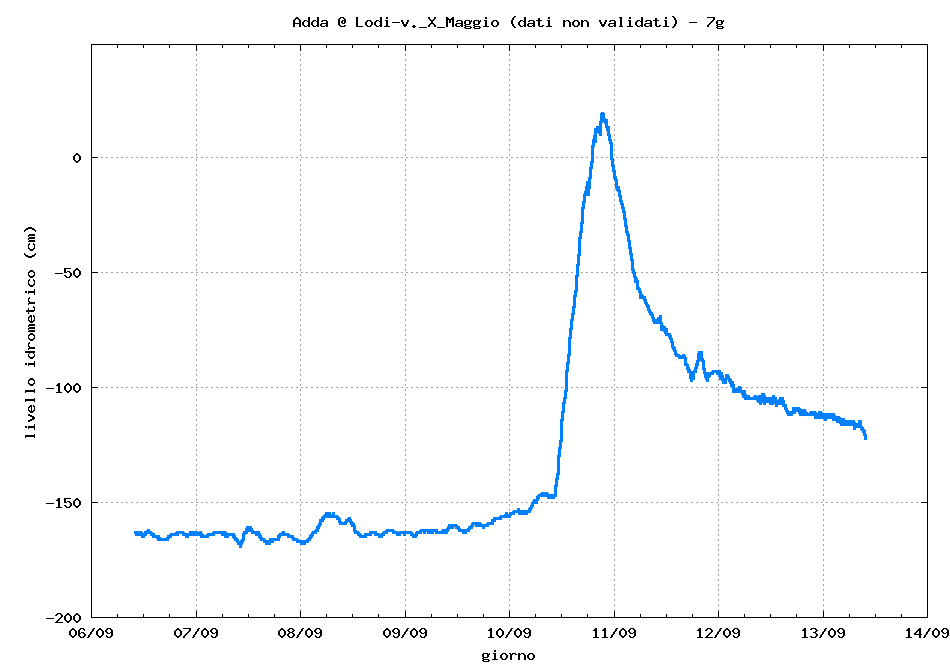 Adda @ Lodi-v._X_Maggio (dati non validati) - 7g
livello idrometrico (cm)
0
-50
-100
-150
-200
06/09 07/09 08/09 09/09 10/09 11/09 12/09 13/09 14/09
giorno